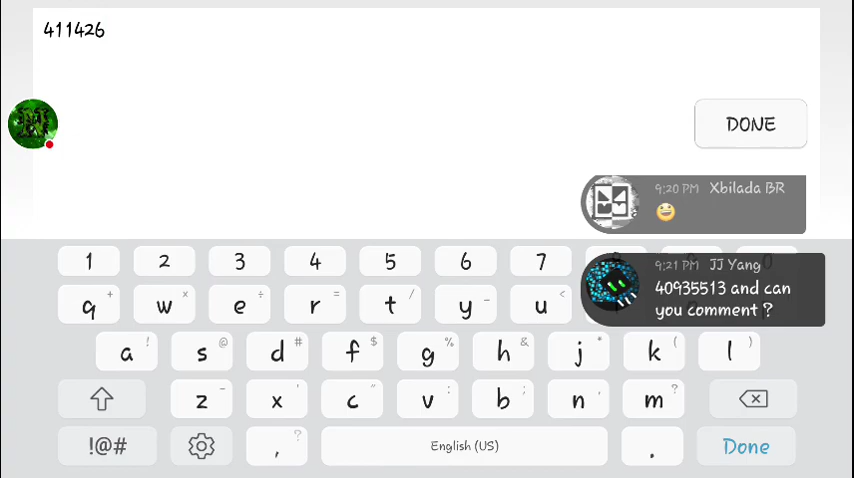 411426
DONE
9:20 PM Xbilada BR
9:21 PM JJ Yang
40935513 and can
you comment ?
1 2 3 4 5 6 7
q + w × e ÷ r = t / y _ u <
a ! s @ d # f $ g % h & j * k ( l )
z - x ' c " v : b ; n , m ?
!@# , ? English (US) . Done